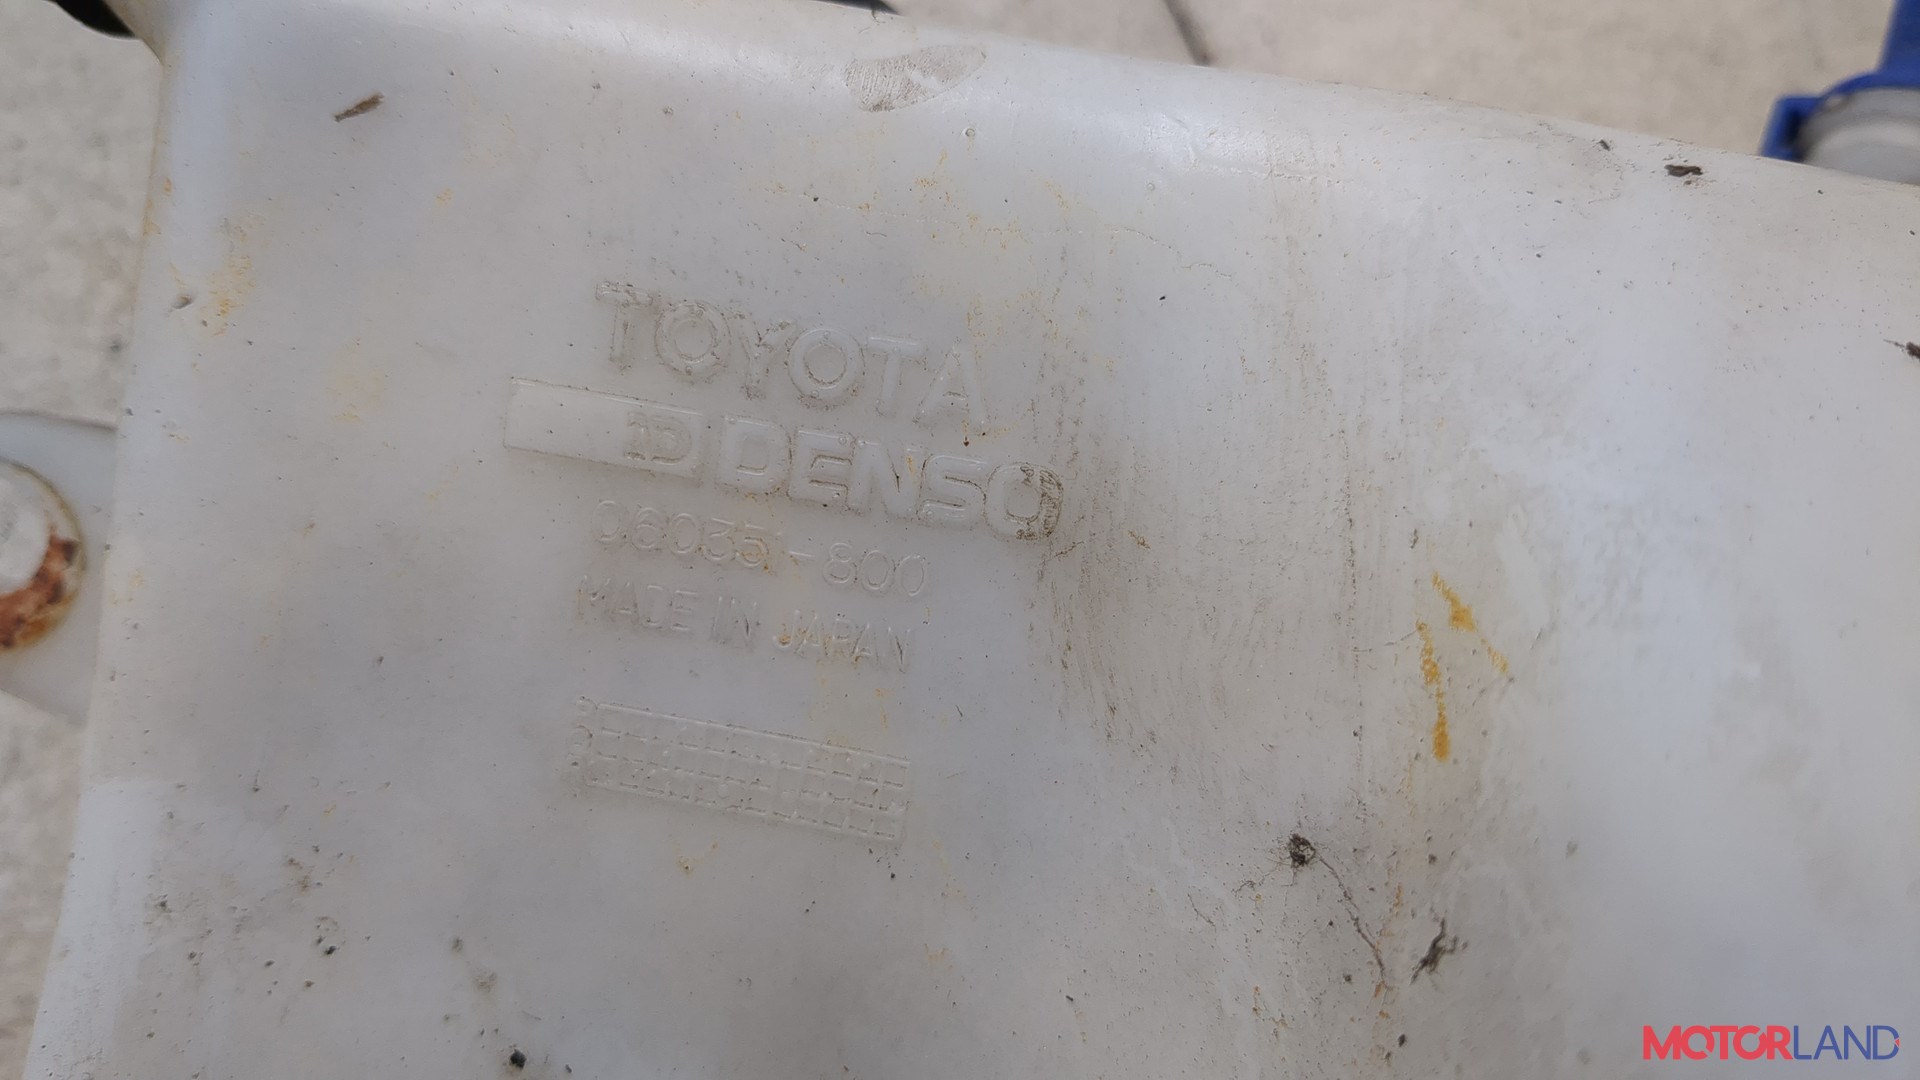 TOYOTA
D DENSO
060351-800
MADE IN JAPAN
MOTORLAND